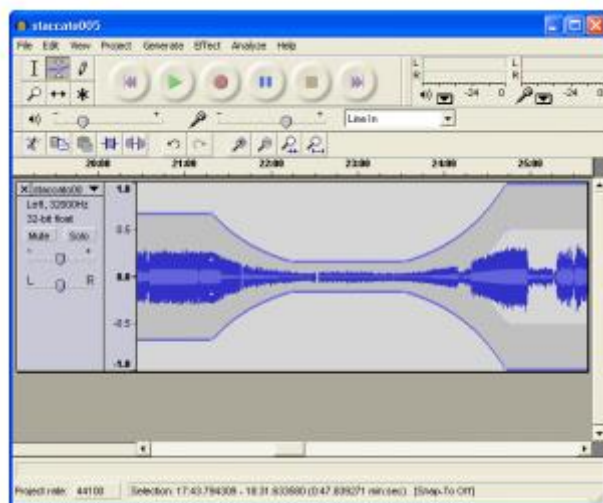 staccato005
File Edit View Project Generate Effect Analyze Help
L
R
-24 0
L
R
-24 0
Line In
20:00 21:00 22:00 23:00 24:00 25:00
X staccato00
1.0
Left, 32000Hz
32-bit float
Mute Solo
0.5
- +
0.0
L R
-0.5
-1.0
Project rate: 44100 Selection: 17:43.794309 - 18:31.633580 (0:47.839271 min:sec) [Snap-To Off]